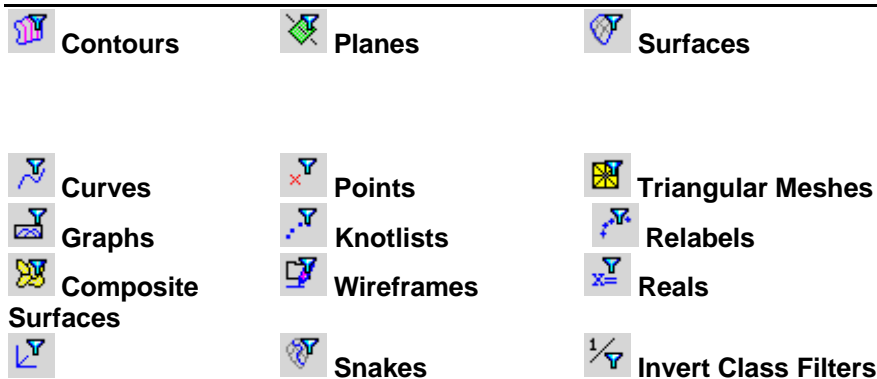 Contours Planes Surfaces
Curves Points Triangular Meshes
Graphs Knotlists Relabels
Composite Surfaces Wireframes Reals
Snakes Invert Class Filters